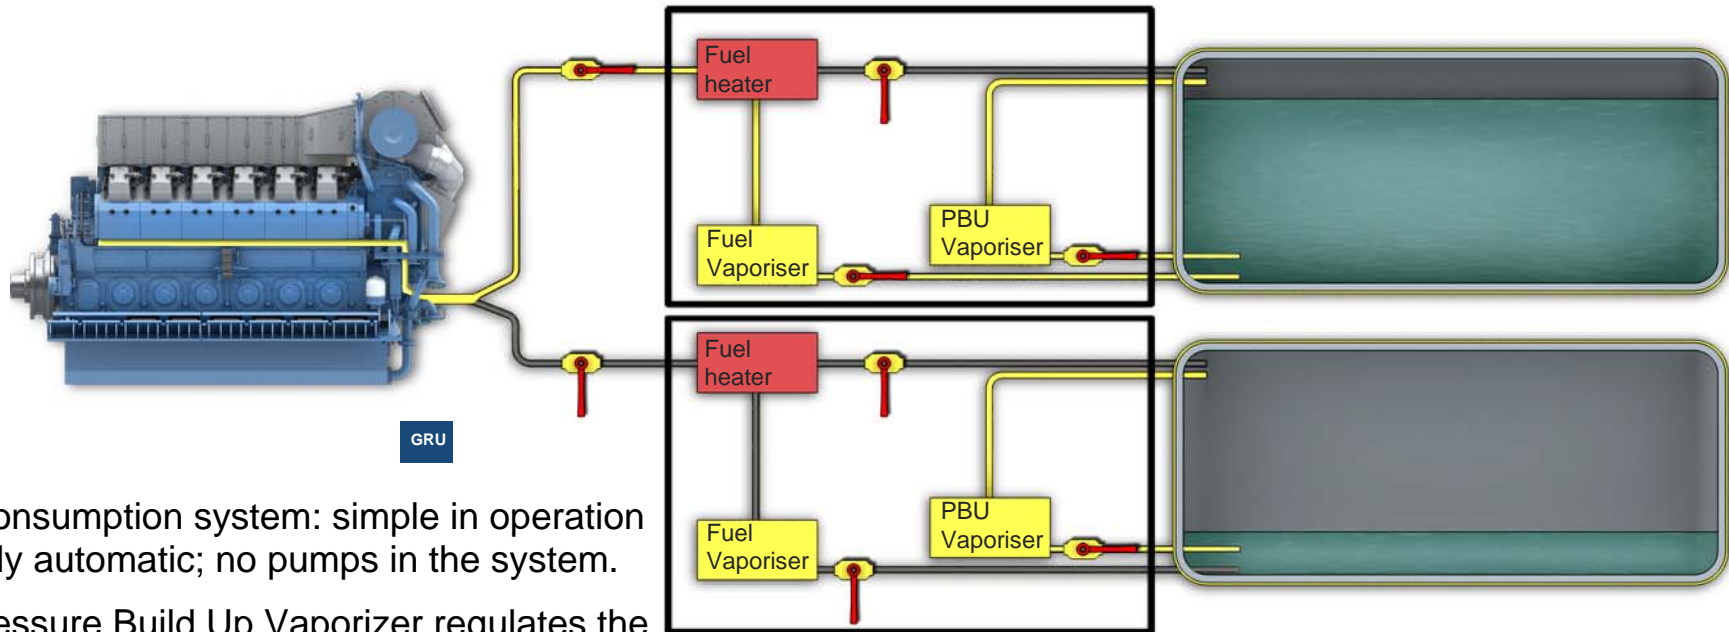 Fuel
heater
PBU
Vaporiser
Fuel
Vaporiser
Fuel
heater
PBU
Vaporiser
Fuel
Vaporiser
GRU
onsumption system: simple in operation
ly automatic; no pumps in the system.
essure Build Up Vaporizer regulates the